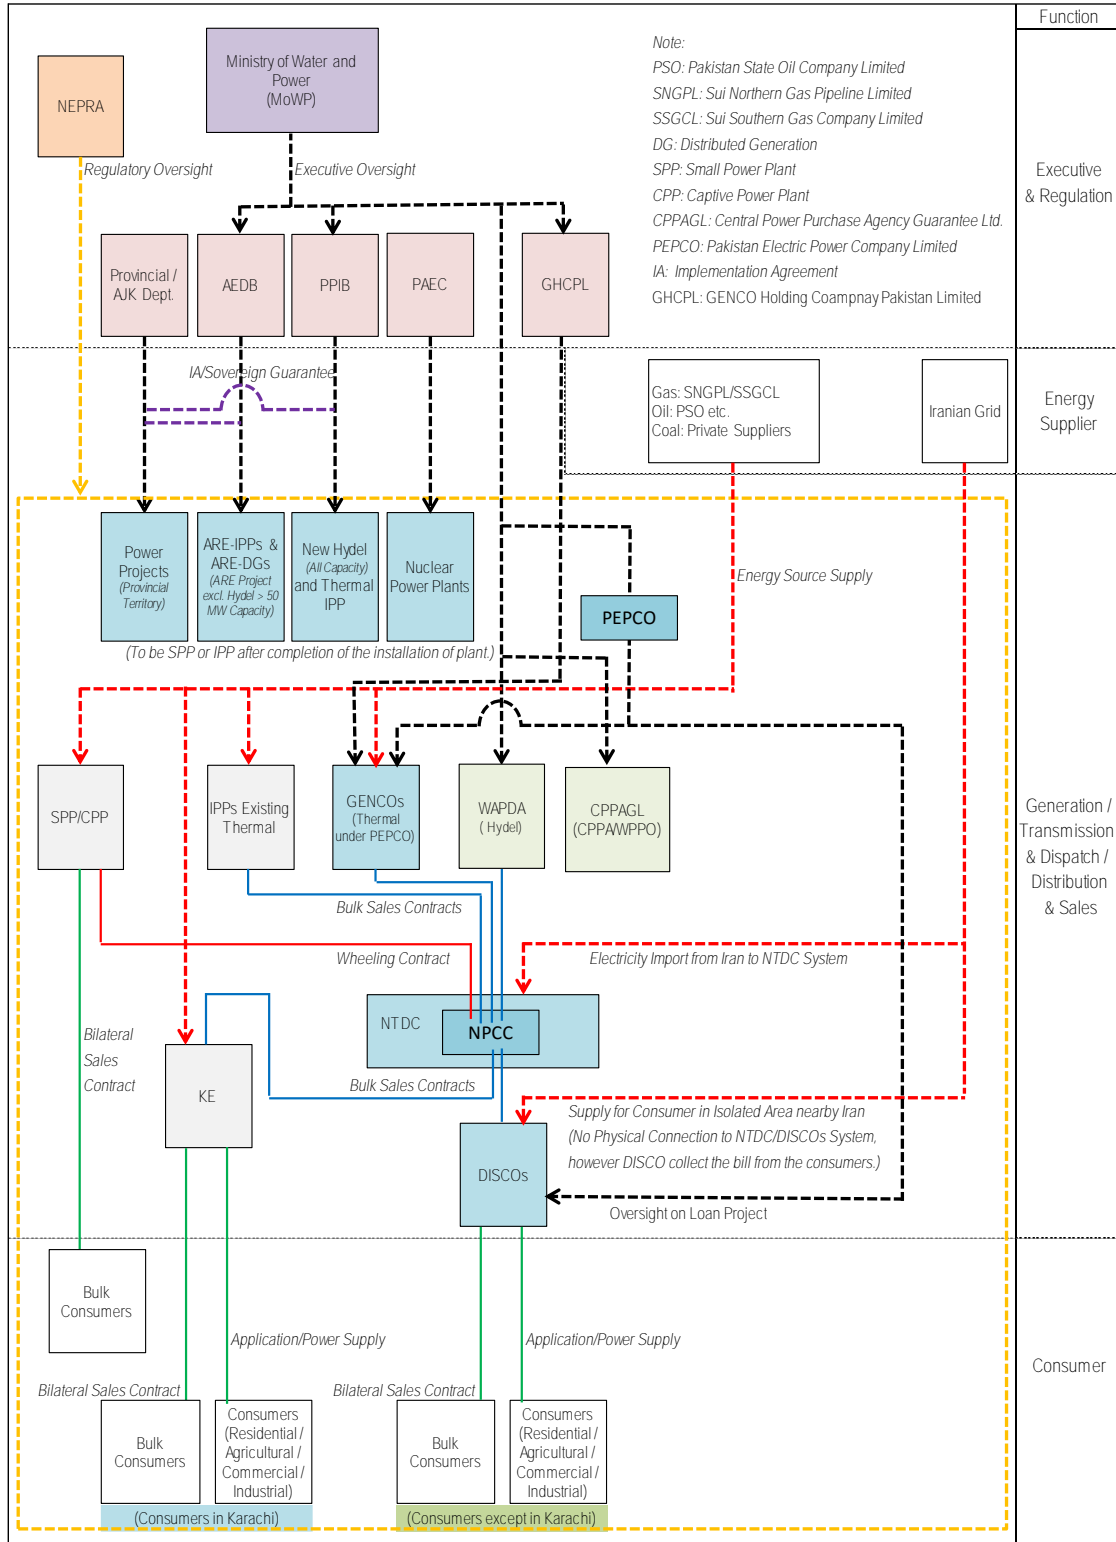 Function
Ministry of Water and
Power
(MoWP)
NEPRA
Note:
PSO: Pakistan State Oil Company Limited
SNGPL: Sui Northern Gas Pipeline Limited
SSGCL: Sui Southern Gas Company Limited
DG: Distributed Generation
SPP: Small Power Plant
CPP: Captive Power Plant
CPPAGL: Central Power Purchase Agency Guarantee Ltd.
PEPCO: Pakistan Electric Power Company Limited
IA: Implementation Agreement
GHCPL: GENCO Holding Coampnay Pakistan Limited
Executive
& Regulation
Regulatory Oversight
Executive Oversight
Provincial /
AJK Dept.
AEDB
PPIB
PAEC
GHCPL
IA/Sovereign Guarantee
Gas: SNGPL/SSGCL
Oil: PSO etc.
Coal: Private Suppliers
Iranian Grid
Energy
Supplier
Power
Projects
(Provincial
Territory)
ARE-IPPs &
ARE-DGs
(ARE Project
excl. Hydel > 50
MW Capacity)
New Hydel
(All Capacity)
and Thermal
IPP
Nuclear
Power Plants
Energy Source Supply
PEPCO
(To be SPP or IPP after completion of the installation of plant.)
SPP/CPP
IPPs Existing
Thermal
GENCOs
(Thermal
under PEPCO)
WAPDA
( Hydel)
CPPAGL
(CPPA/WPPO)
Generation /
Transmission
& Dispatch /
Distribution
& Sales
Bulk Sales Contracts
Wheeling Contract
Electricity Import from Iran to NTDC System
NTDC
NPCC
Bilateral
Sales
Contract
KE
Bulk Sales Contracts
Supply for Consumer in Isolated Area nearby Iran
(No Physical Connection to NTDC/DISCOs System,
however DISCO collect the bill from the consumers.)
DISCOs
Oversight on Loan Project
Bulk
Consumers
Application/Power Supply
Application/Power Supply
Consumer
Bilateral Sales Contract
Bilateral Sales Contract
Bulk
Consumers
Consumers
(Residential /
Agricultural /
Commercial /
Industrial)
Bulk
Consumers
Consumers
(Residential /
Agricultural /
Commercial /
Industrial)
(Consumers in Karachi)
(Consumers except in Karachi)